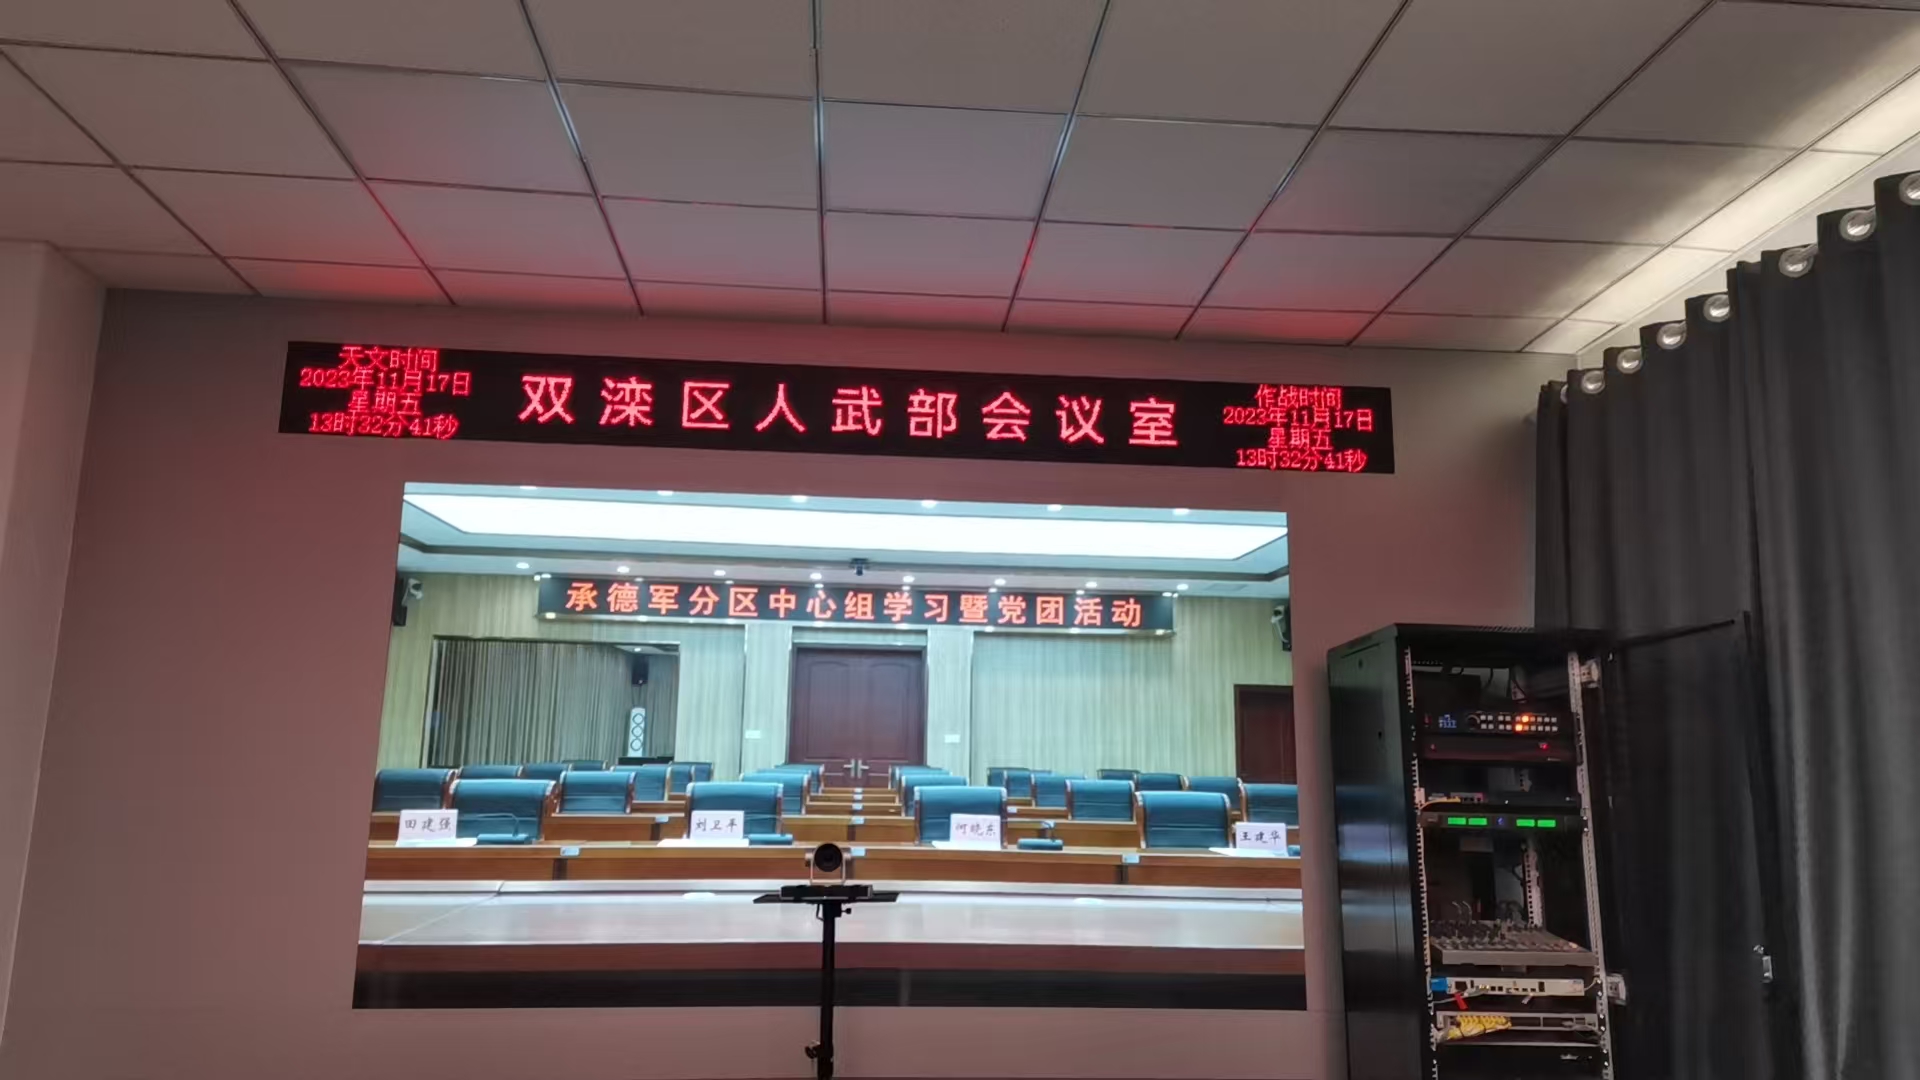 天文时间
2023年11月17日
星期五
13时32分41秒
双滦区人武部会议室
作战时间
2023年11月17日
星期五
13时32分41秒
承德军分区中心组学习暨党团活动
田建强
刘卫平
何晓东
王建华